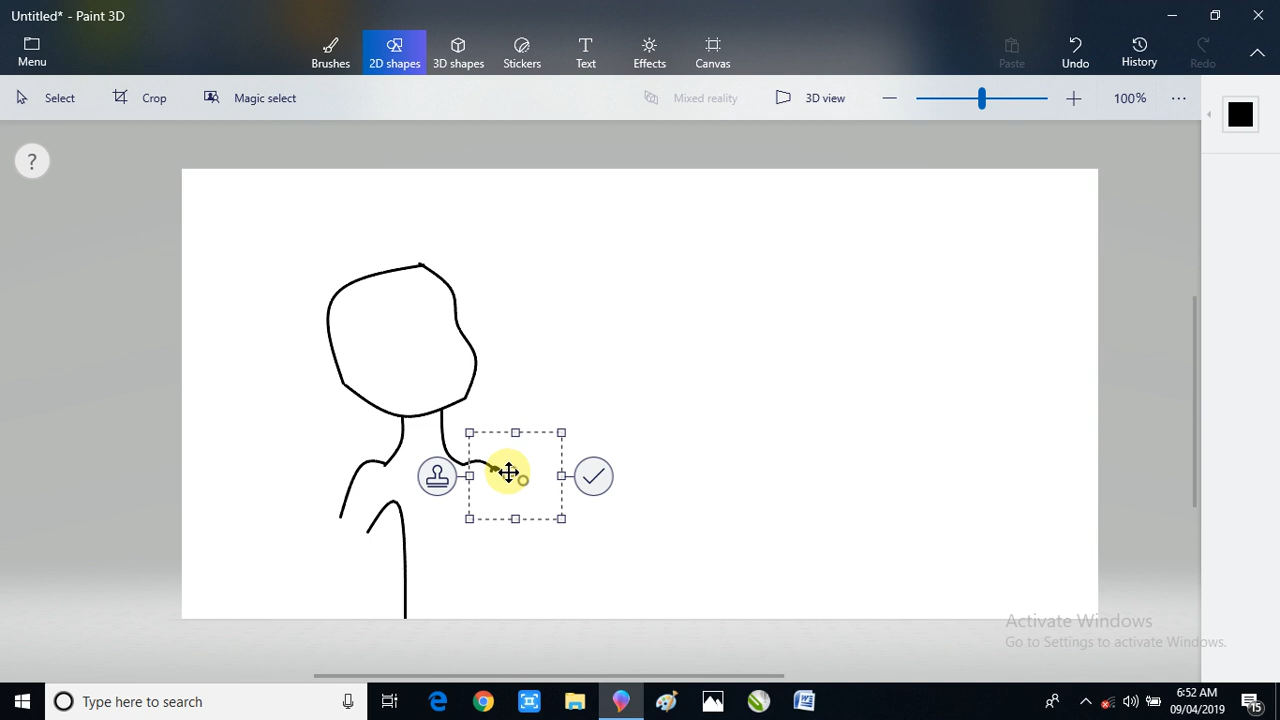 Untitled* - Paint 3D
Menu
Brushes
2D shapes
3D shapes
Stickers
Text
Effects
Canvas
Paste
Undo
History
Redo
Select
Crop
Magic select
Mixed reality
3D view
100%
?
Activate Windows
Go to Settings to activate Windows.
Type here to search
6:52 AM
09/04/2019
15